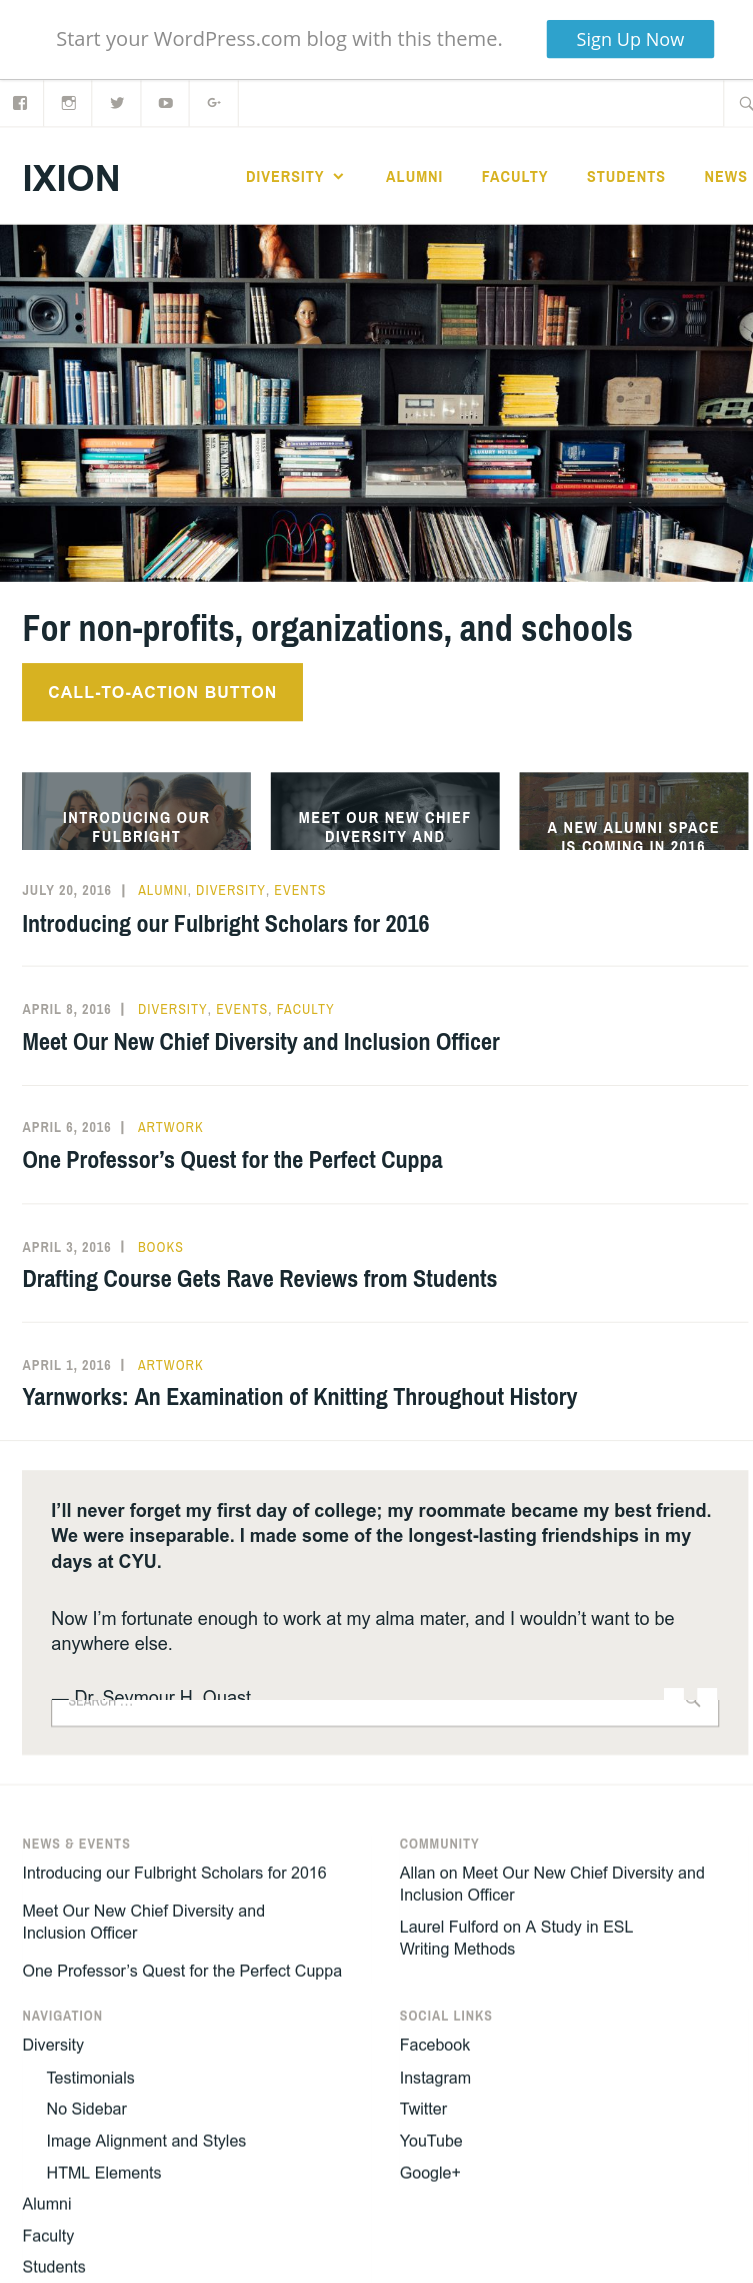 Start your WordPress.com blog with this theme.
Sign Up Now
IXION
DIVERSITY
ALUMNI
FACULTY
STUDENTS
NEWS
For non-profits, organizations, and schools
CALL-TO-ACTION BUTTON
INTRODUCING OUR
FULBRIGHT
MEET OUR NEW CHIEF
DIVERSITY AND
A NEW ALUMNI SPACE
IS COMING IN 2016
JULY 20, 2016 | ALUMNI, DIVERSITY, EVENTS
Introducing our Fulbright Scholars for 2016
APRIL 8, 2016 | DIVERSITY, EVENTS, FACULTY
Meet Our New Chief Diversity and Inclusion Officer
APRIL 6, 2016 | ARTWORK
One Professor’s Quest for the Perfect Cuppa
APRIL 3, 2016 | BOOKS
Drafting Course Gets Rave Reviews from Students
APRIL 1, 2016 | ARTWORK
Yarnworks: An Examination of Knitting Throughout History
I’ll never forget my first day of college; my roommate became my best friend.
We were inseparable. I made some of the longest-lasting friendships in my
days at CYU.
Now I’m fortunate enough to work at my alma mater, and I wouldn’t want to be
anywhere else.
— Dr. Seymour H. Quast
SEARCH ...
NEWS & EVENTS
Introducing our Fulbright Scholars for 2016
Meet Our New Chief Diversity and
Inclusion Officer
One Professor’s Quest for the Perfect Cuppa
COMMUNITY
Allan on Meet Our New Chief Diversity and
Inclusion Officer
Laurel Fulford on A Study in ESL
Writing Methods
NAVIGATION
Diversity
Testimonials
No Sidebar
Image Alignment and Styles
HTML Elements
Alumni
Faculty
Students
SOCIAL LINKS
Facebook
Instagram
Twitter
YouTube
Google+